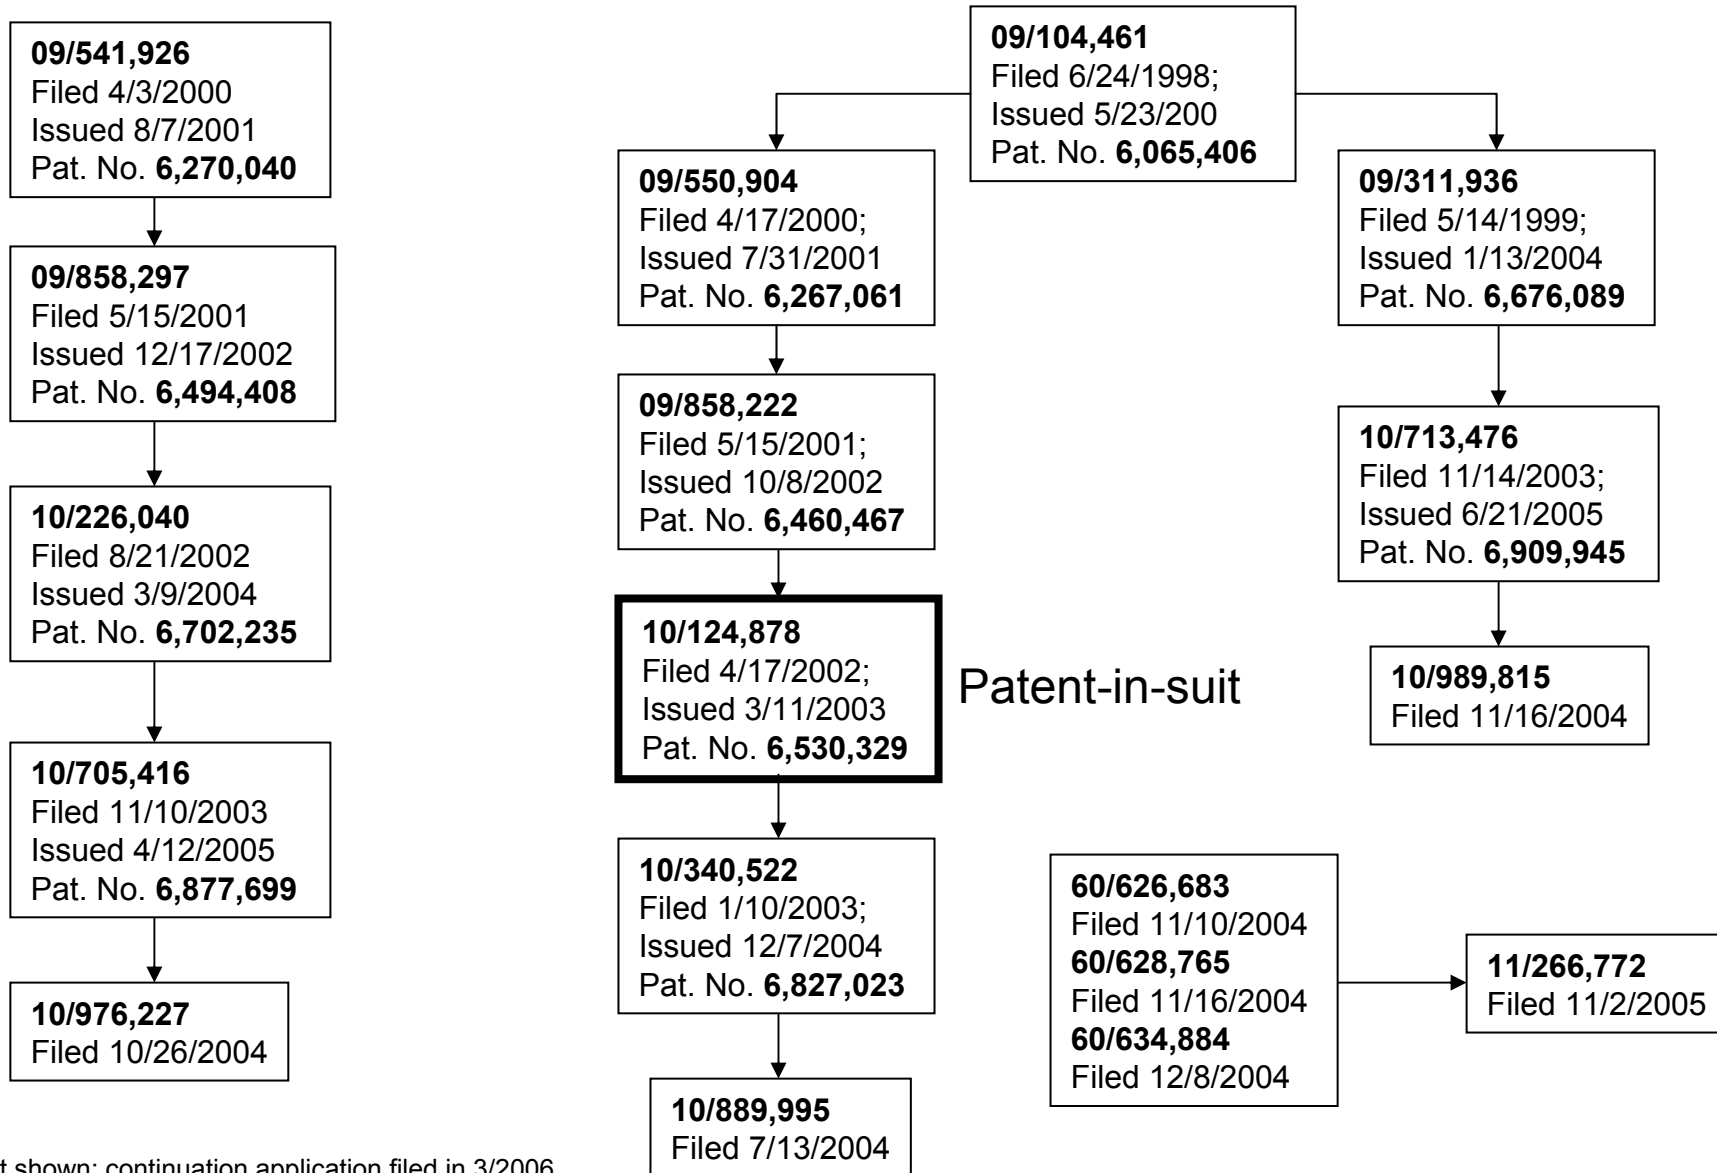 09/541,926
Filed 4/3/2000
Issued 8/7/2001
Pat. No. 6,270,040
09/858,297
Filed 5/15/2001
Issued 12/17/2002
Pat. No. 6,494,408
10/226,040
Filed 8/21/2002
Issued 3/9/2004
Pat. No. 6,702,235
10/705,416
Filed 11/10/2003
Issued 4/12/2005
Pat. No. 6,877,699
10/976,227
Filed 10/26/2004
09/104,461
Filed 6/24/1998;
Issued 5/23/200
Pat. No. 6,065,406
09/550,904
Filed 4/17/2000;
Issued 7/31/2001
Pat. No. 6,267,061
09/858,222
Filed 5/15/2001;
Issued 10/8/2002
Pat. No. 6,460,467
10/124,878
Filed 4/17/2002;
Issued 3/11/2003
Pat. No. 6,530,329
Patent-in-suit
10/340,522
Filed 1/10/2003;
Issued 12/7/2004
Pat. No. 6,827,023
10/889,995
Filed 7/13/2004
09/311,936
Filed 5/14/1999;
Issued 1/13/2004
Pat. No. 6,676,089
10/713,476
Filed 11/14/2003;
Issued 6/21/2005
Pat. No. 6,909,945
10/989,815
Filed 11/16/2004
60/626,683
Filed 11/10/2004
60/628,765
Filed 11/16/2004
60/634,884
Filed 12/8/2004
11/266,772
Filed 11/2/2005
t shown: continuation application filed in 3/2006